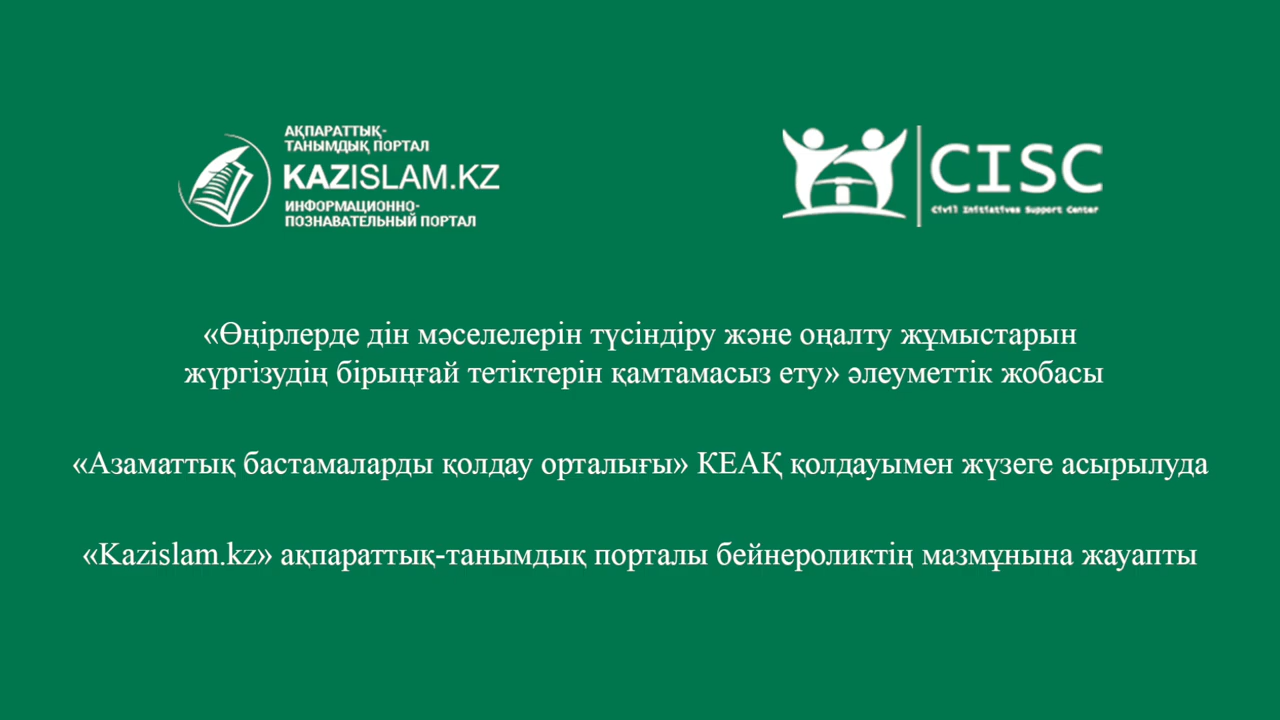 АҚПАРАТТЫҚ-
ТАНЫМДЫҚ ПОРТАЛ
KAZISLAM.KZ
ИНФОРМАЦИОННО-
ПОЗНАВАТЕЛЬНЫЙ ПОРТАЛ
CISC
Civil Initiatives Support Center
«Өңірлерде дін мәселелерін түсіндіру және оңалту жұмыстарын
жүргізудің бірыңғай тетіктерін қамтамасыз ету» әлеуметтік жобасы
«Азаматтық бастамаларды қолдау орталығы» КЕАҚ қолдауымен жүзеге асырылуда
«Kazislam.kz» ақпараттық-танымдық порталы бейнероликтің мазмұнына жауапты